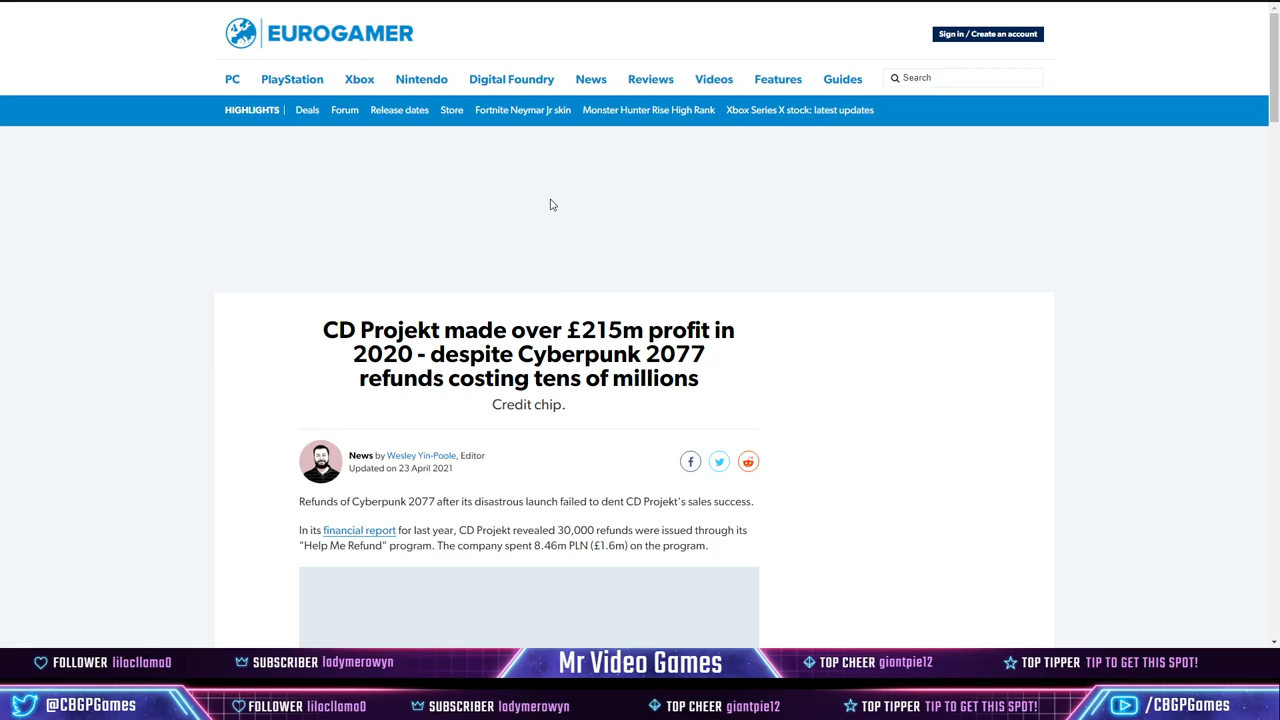 EUROGAMER
Sign in / Create an account
PC PlayStation Xbox Nintendo Digital Foundry News Reviews Videos Features Guides Search
HIGHLIGHTS | Deals Forum Release dates Store Fortnite Neymar Jr skin Monster Hunter Rise High Rank Xbox Series X stock: latest updates
CD Projekt made over £215m profit in
2020 - despite Cyberpunk 2077
refunds costing tens of millions
Credit chip.
News by Wesley Yin-Poole, Editor
Updated on 23 April 2021
Refunds of Cyberpunk 2077 after its disastrous launch failed to dent CD Projekt's sales success.
In its financial report for last year, CD Projekt revealed 30,000 refunds were issued through its
"Help Me Refund" program. The company spent 8.46m PLN (£1.6m) on the program.
FOLLOWER lilacllama0 SUBSCRIBER ladymerowyn Mr Video Games TOP CHEER giantpie12 TOP TIPPER TIP TO GET THIS SPOT!
@CBGPGames FOLLOWER lilacllama0 SUBSCRIBER ladymerowyn TOP CHEER giantpie12 TOP TIPPER TIP TO GET THIS SPOT! /CBGPGames